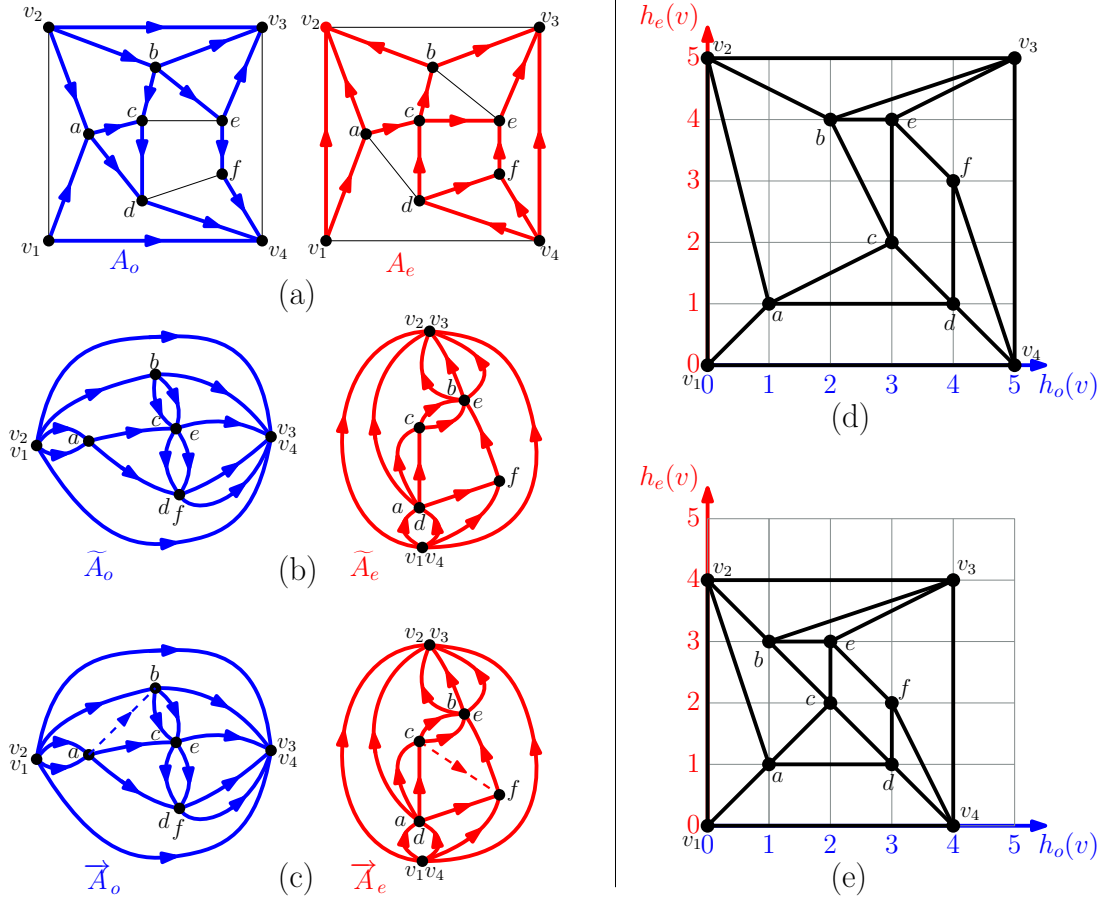 v2 v3 v2 v3
b b
c e c e
a a
f f
d d
v1 v4 v1 v4
Ao Ae
(a)
b v2 v3
v2 a c e v3
v1 v4
d f
b e
c
f
a d
v1 v4
Ão (b) Ãe
b v2 v3
v2 a c e v3
v1 v4
d f
b e
c
f
a d
v1 v4
→Ao (c) →Ae
he(v)
v2 v3
5
4 b e
3 f
2 c
1 a d
0 v4
v1 0 1 2 3 4 5 ho(v)
(d)
he(v)
5
4 v2 v3
3 b e
2 c f
1 a d
0 v4
v1 0 1 2 3 4 5 ho(v)
(e)